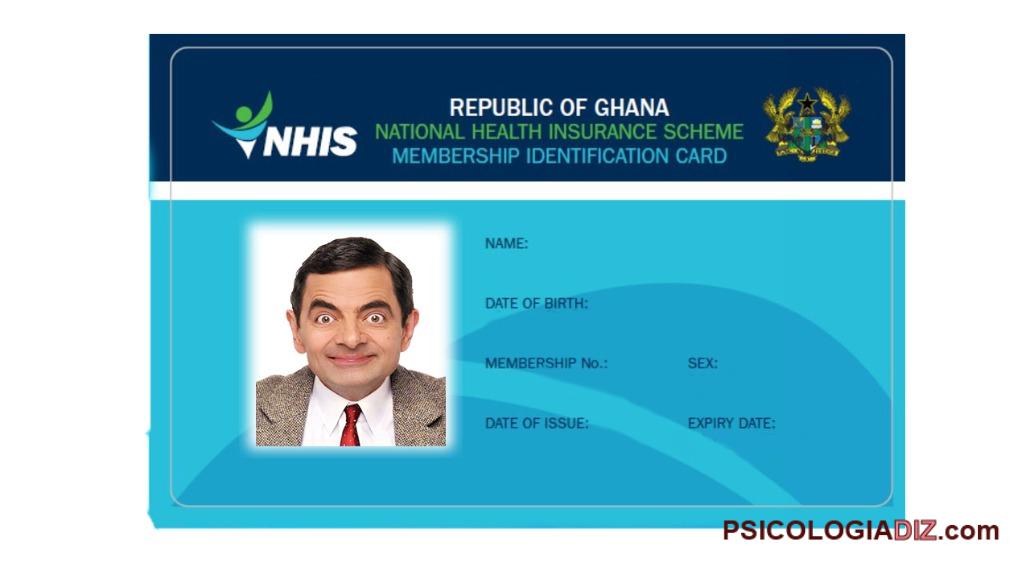 NHIS
REPUBLIC OF GHANA
NATIONAL HEALTH INSURANCE SCHEME
MEMBERSHIP IDENTIFICATION CARD
NAME:
DATE OF BIRTH:
MEMBERSHIP No.: SEX:
DATE OF ISSUE: EXPIRY DATE:
PSICOLOGIADIZ.com